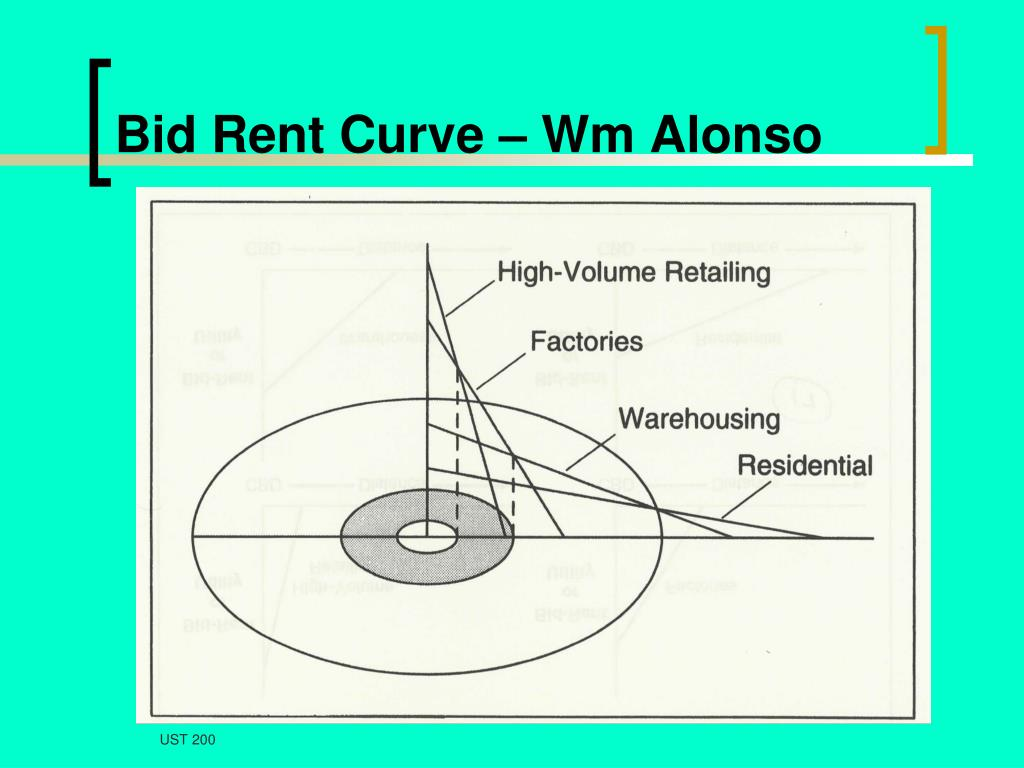 Bid Rent Curve – Wm Alonso
High-Volume Retailing
Factories
Warehousing
Residential
UST 200